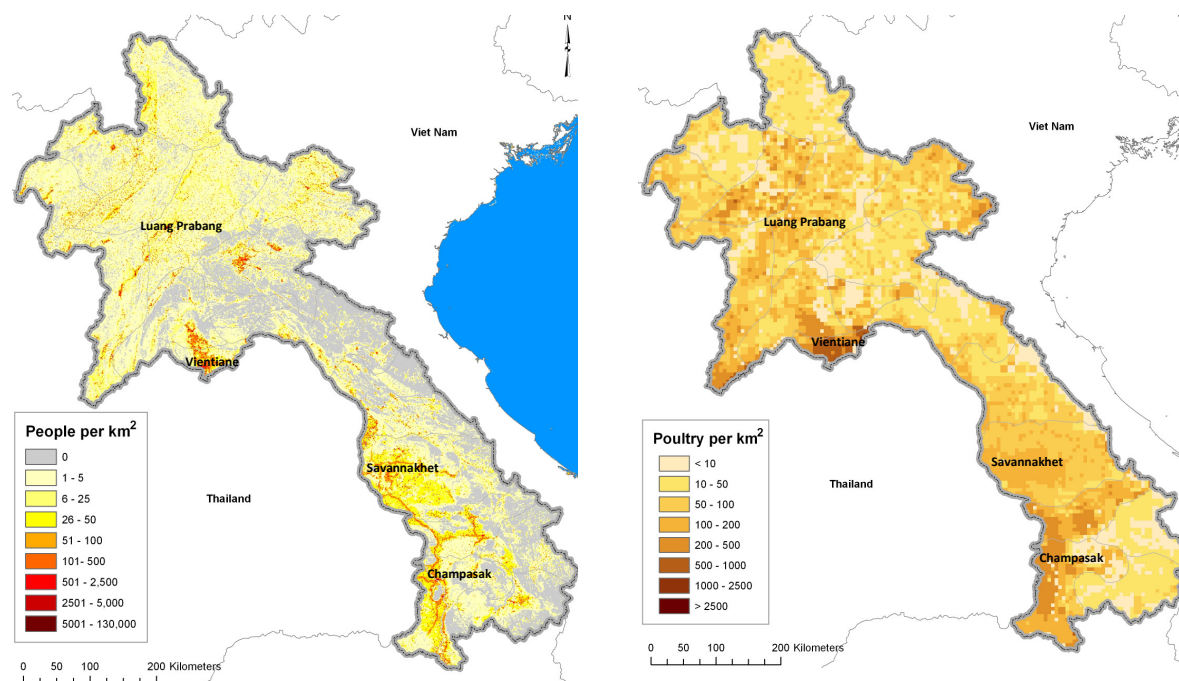 N
Viet Nam
Luang Prabang
Vientiane
Savannakhet
Thailand
Champasak
People per km2
0
1 - 5
6 - 25
26 - 50
51 - 100
101- 500
501 - 2,500
2501 - 5,000
5001 - 130,000
0 50 100 200 Kilometers
Viet Nam
Luang Prabang
Vientiane
Savannakhet
Thailand
Champasak
Poultry per km2
< 10
10 - 50
50 - 100
100 - 200
200 - 500
500 - 1000
1000 - 2500
> 2500
0 50 100 200 Kilometers